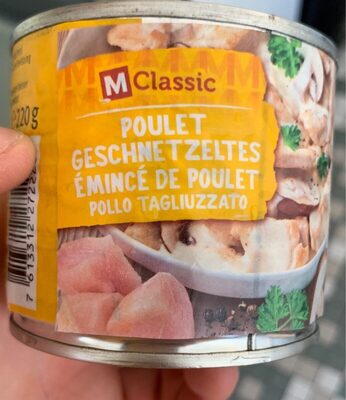 M Classic
POULET
GESCHNETZELTES
ÉMINCÉ DE POULET
POLLO TAGLIUZZATO
220 g